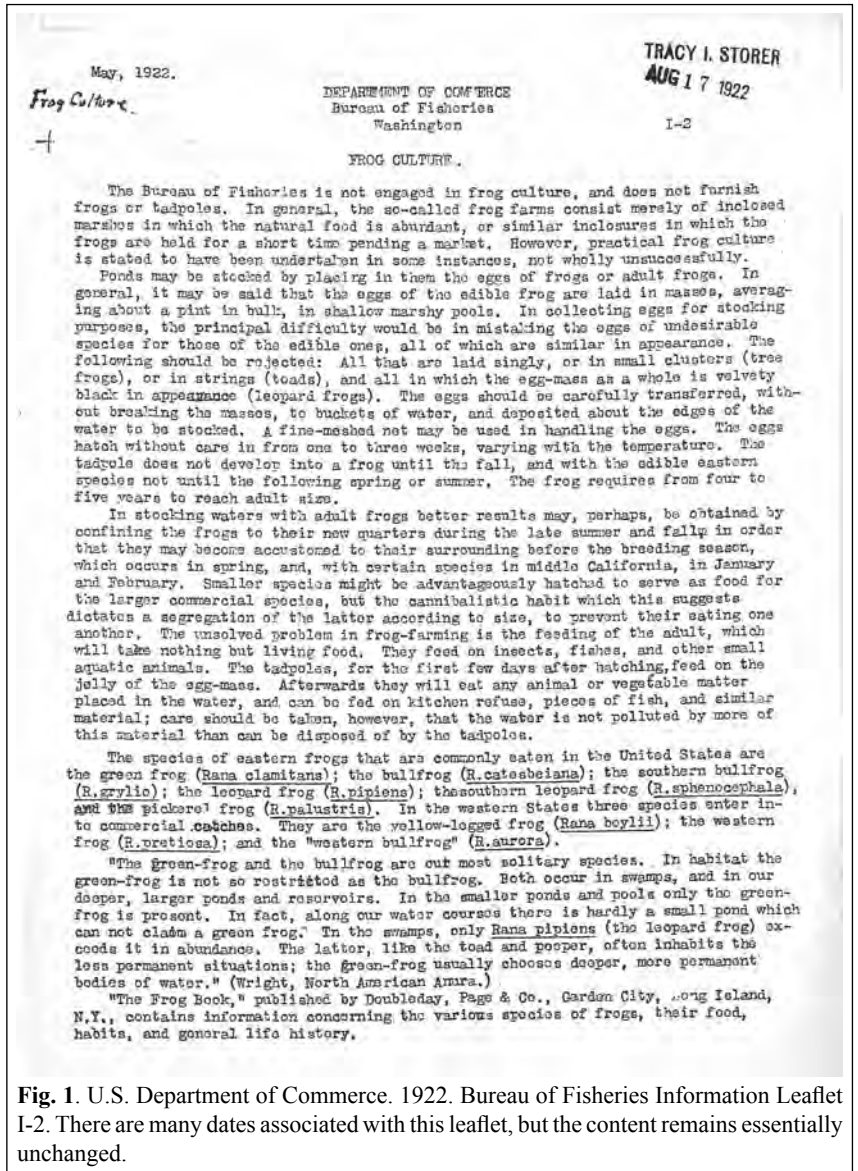 May, 1922.
TRACY I. STORER
AUG 17 1922
Frog Culture
DEPARTMENT OF COMMERCE
Bureau of Fisheries
Washington
I-2
FROG CULTURE.
The Bureau of Fisheries is not engaged in frog culture, and does not furnish
frogs or tadpoles. In general, the so-called frog farms consist merely of inclosed
marshes in which the natural food is abundant, or similar inclosures in which the
frogs are held for a short time pending a market. However, practical frog culture
is stated to have been undertaken in some instances, not wholly unsuccessfully.
Ponds may be stocked by placing in them the eggs of frogs or adult frogs. In
general, it may be said that the eggs of the edible frog are laid in masses, averag-
ing about a pint in bulk, in shallow marshy pools. In collecting eggs for stocking
purposes, the principal difficulty would be in mistaking the eggs of undesirable
species for those of the edible ones, all of which are similar in appearance. The
following should be rejected: All that are laid singly, or in small clusters (tree
frogs), or in strings (toads), and all in which the egg-mass as a whole is velvety
black in appearance (leopard frogs). The eggs should be carefully transferred, with-
out breaking the masses, to buckets of water, and deposited about the edges of the
water to be stocked. A fine-meshed net may be used in handling the eggs. The eggs
hatch without care in from one to three weeks, varying with the temperature. The
tadpole does not develop into a frog until the fall, and with the edible eastern
species not until the following spring or summer. The frog requires from four to
five years to reach adult size.
In stocking waters with adult frogs better results may, perhaps, be obtained by
confining the frogs to their new quarters during the late summer and fall, in order
that they may become accustomed to their surrounding before the breeding season,
which occurs in spring, and, with certain species in middle California, in January
and February. Smaller species might be advantageously hatched to serve as food for
the larger commercial species, but the cannibalistic habit which this suggests
dictates a segregation of the latter according to size, to prevent their eating one
another. The unsolved problem in frog-farming is the feeding of the adult, which
will take nothing but living food. They feed on insects, fishes, and other small
aquatic animals. The tadpoles, for the first few days after hatching, feed on the
jelly of the egg-mass. Afterwards they will eat any animal or vegetable matter
placed in the water, and can be fed on kitchen refuse, pieces of fish, and similar
material; care should be taken, however, that the water is not polluted by more of
this material than can be disposed of by the tadpoles.
The species of eastern frogs that are commonly eaten in the United States are
the green frog (Rana clamitans); the bullfrog (R.catesbeiana); the southern bullfrog
(R.grylio); the leopard frog (R.pipiens); thesouthern leopard frog (R.sphenocephala),
and the pickerel frog (R.palustris). In the western States three species enter in-
to commercial catches. They are the yellow-legged frog (Rana boylii); the western
frog (R.pretiosa); and the "western bullfrog" (R.aurora).
"The green-frog and the bullfrog are our most solitary species. In habitat the
green-frog is not so restricted as the bullfrog. Both occur in swamps, and in our
deeper, larger ponds and reservoirs. In the smaller ponds and pools only the green-
frog is present. In fact, along our water courses there is hardly a small pond which
can not claim a green frog. In the swamps, only Rana pipiens (the leopard frog) ex-
ceeds it in abundance. The latter, like the toad and peeper, often inhabits the
less permanent situations; the green-frog usually chooses deeper, more permanent
bodies of water." (Wright, North American Anura.)
"The Frog Book," published by Doubleday, Page & Co., Garden City, Long Island,
N.Y., contains information concerning the various species of frogs, their food,
habits, and general life history.
Fig. 1. U.S. Department of Commerce. 1922. Bureau of Fisheries Information Leaflet
I-2. There are many dates associated with this leaflet, but the content remains essentially
unchanged.